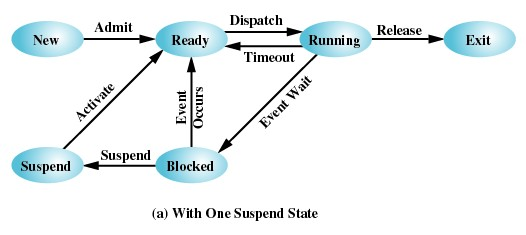 Admit
Dispatch
New
Ready
Running
Release
Exit
Timeout
Activate
Event
Occurs
Event Wait
Suspend
Suspend
Blocked
(a) With One Suspend State